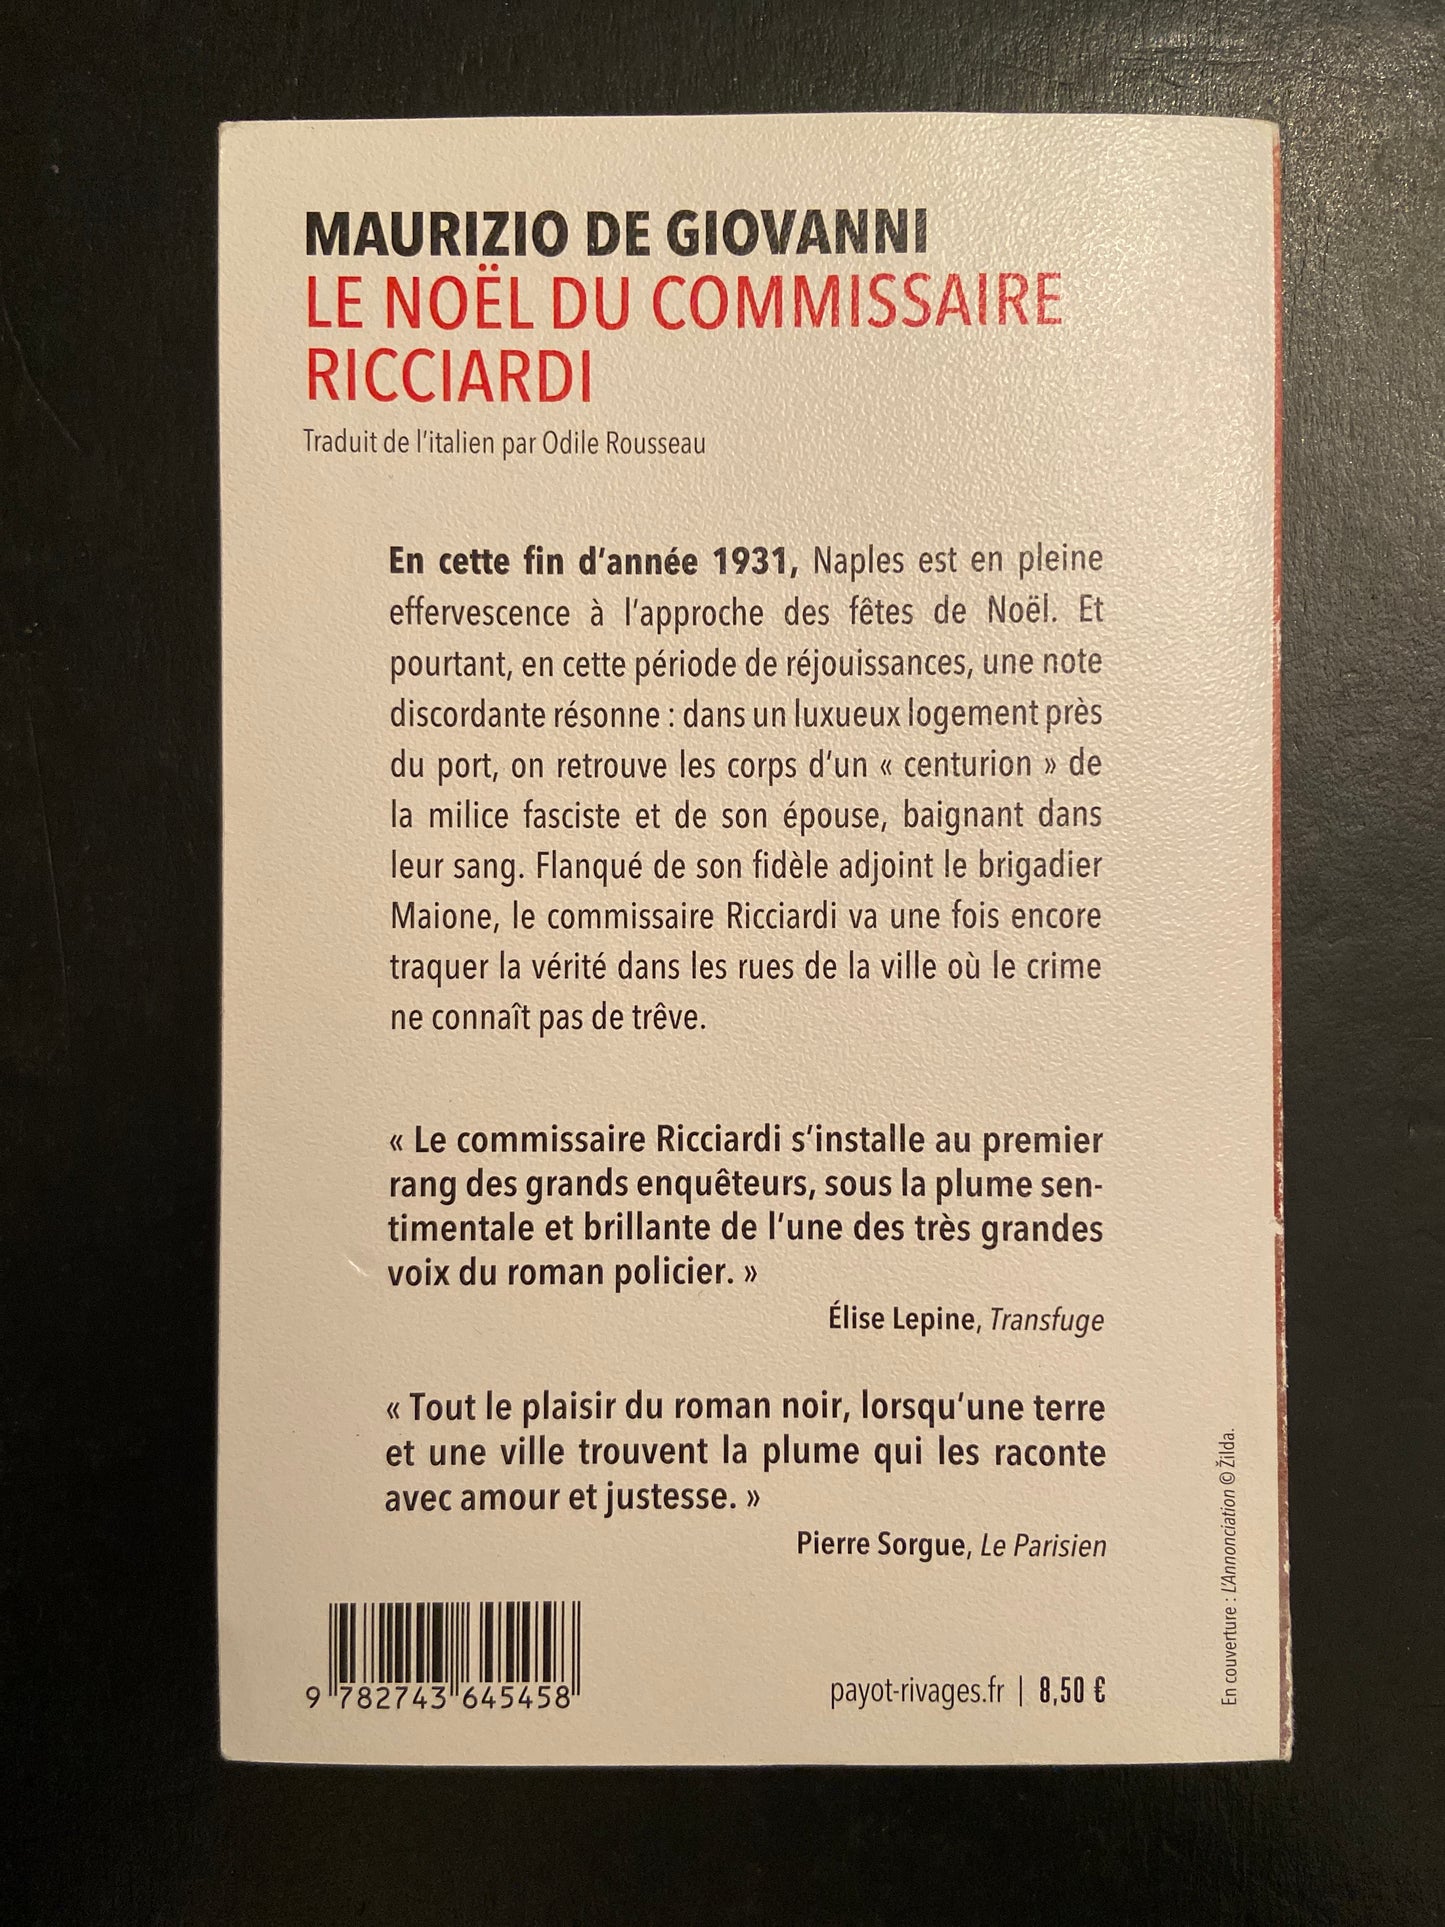 MAURIZIO DE GIOVANNI
LE NOËL DU COMMISSAIRE
RICCIARDI
Traduit de l'italien par Odile Rousseau
En cette fin d'année 1931, Naples est en pleine
effervescence à l'approche des fêtes de Noël. Et
pourtant, en cette période de réjouissances, une note
discordante résonne : dans un luxueux logement près
du port, on retrouve les corps d'un « centurion » de
la milice fasciste et de son épouse, baignant dans
leur sang. Flanqué de son fidèle adjoint le brigadier
Maione, le commissaire Ricciardi va une fois encore
traquer la vérité dans les rues de la ville où le crime
ne connaît pas de trêve.
« Le commissaire Ricciardi s'installe au premier
rang des grands enquêteurs, sous la plume sen-
timentale et brillante de l'une des très grandes
voix du roman policier. »
Élise Lepine, Transfuge
« Tout le plaisir du roman noir, lorsqu'une terre
et une ville trouvent la plume qui les raconte
avec amour et justesse. »
Pierre Sorgue, Le Parisien
9 782743 645458
payot-rivages.fr | 8,50 €
En couverture : L'Annonciation © Žilda.